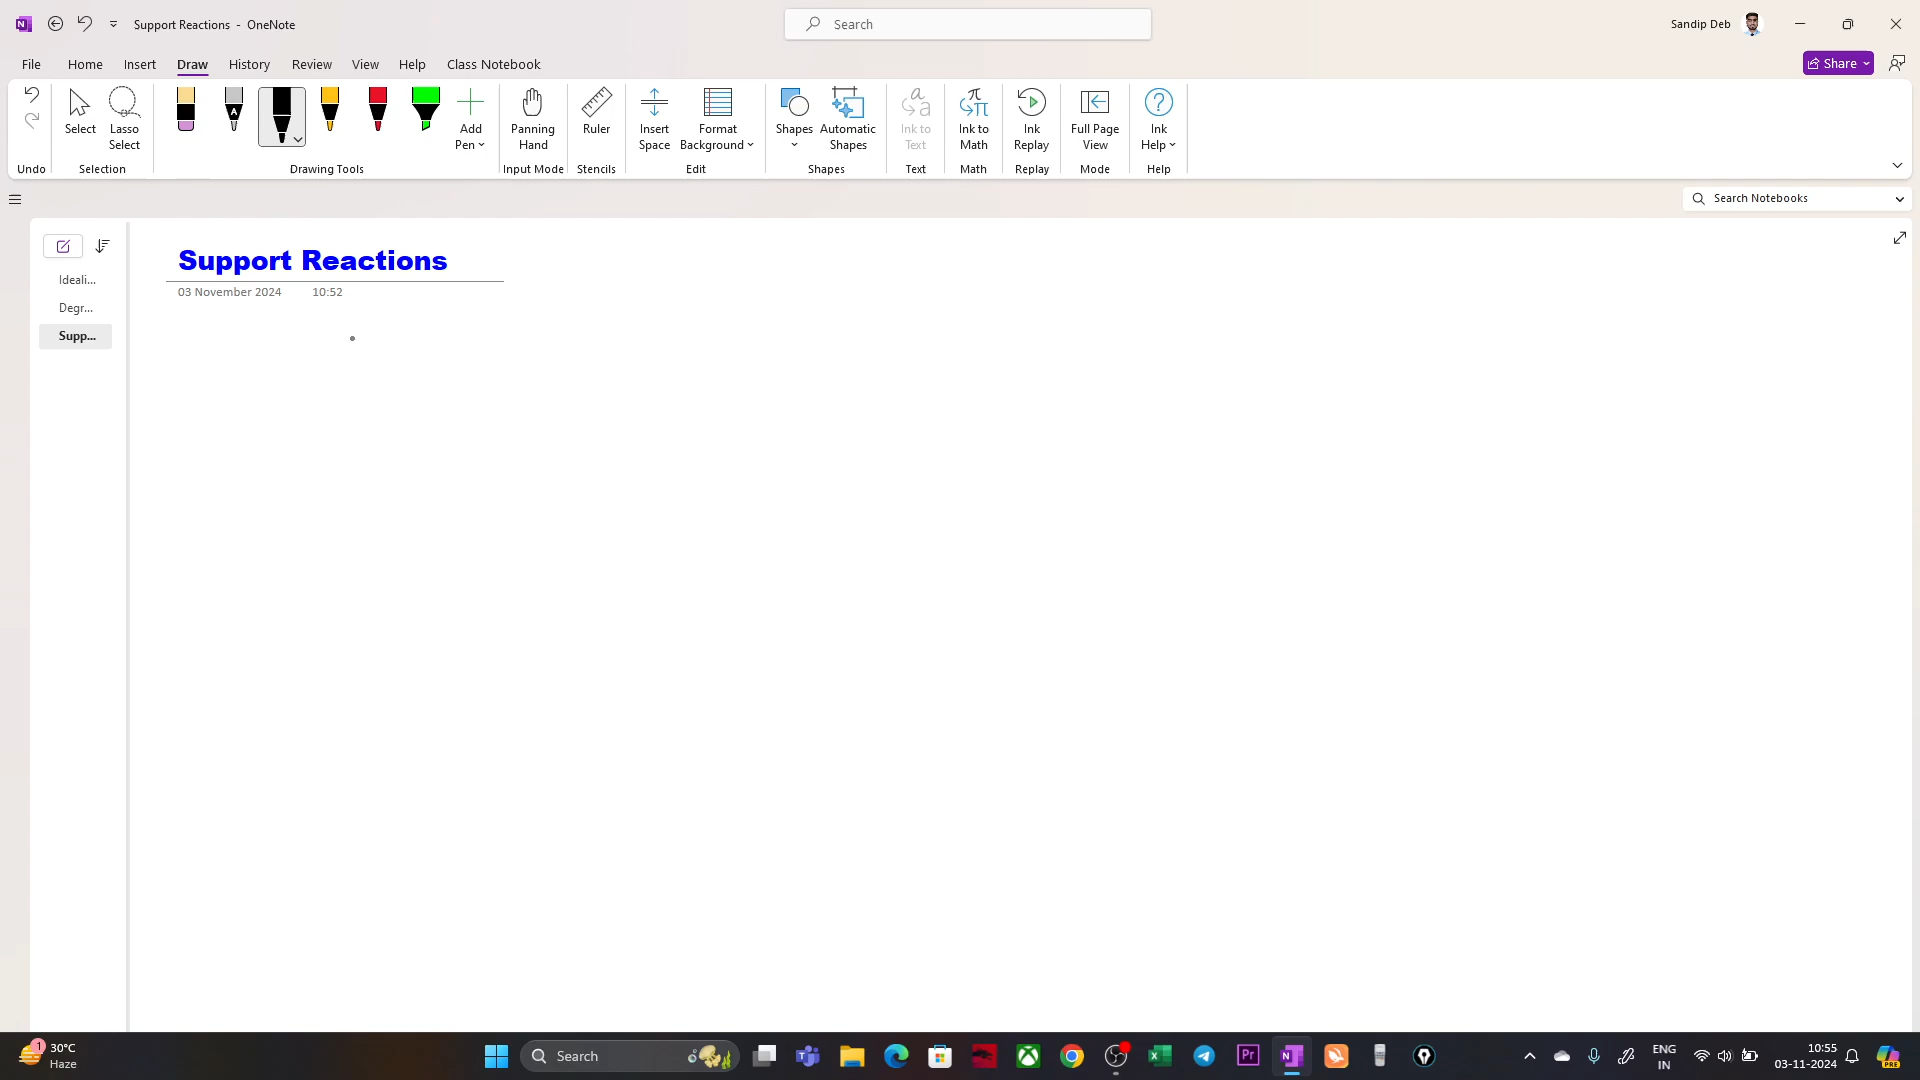 Support Reactions - OneNote
Search
Sandip Deb
File Home Insert Draw History Review View Help Class Notebook
Share
Select
Lasso Select
A
Add Pen
Panning Hand
Ruler
Insert Space
Format Background
Shapes
Automatic Shapes
Ink to Text
Ink to Math
Ink Replay
Full Page View
Ink Help
Undo Selection Drawing Tools Input Mode Stencils Edit Shapes Text Math Replay Mode Help
Search Notebooks
Ideali...
Degr...
Supp...
Support Reactions
03 November 2024 10:52
1
30°C
Haze
Search
Pr
ENG
IN
10:55
03-11-2024
PRE